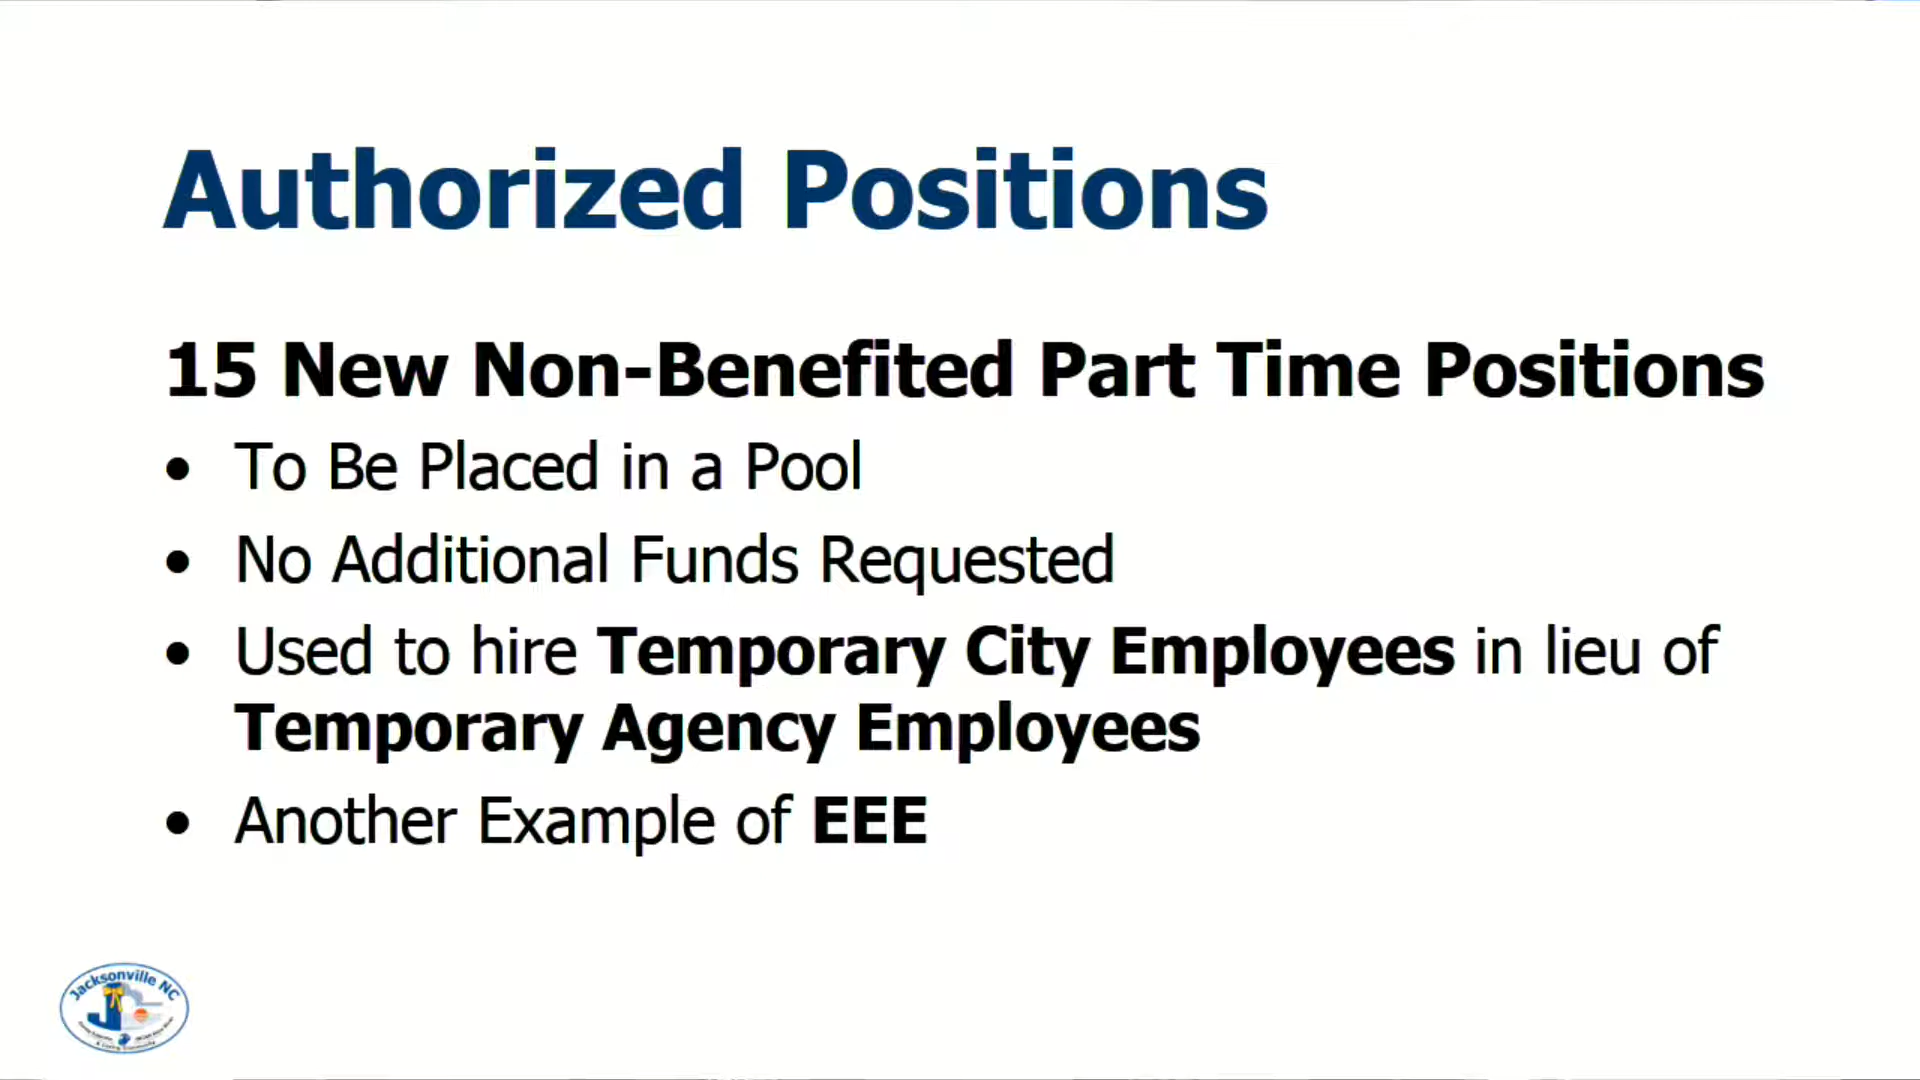 Authorized Positions
15 New Non-Benefited Part Time Positions
• To Be Placed in a Pool
• No Additional Funds Requested
• Used to hire Temporary City Employees in lieu of
Temporary Agency Employees
• Another Example of EEE
Jacksonville NC